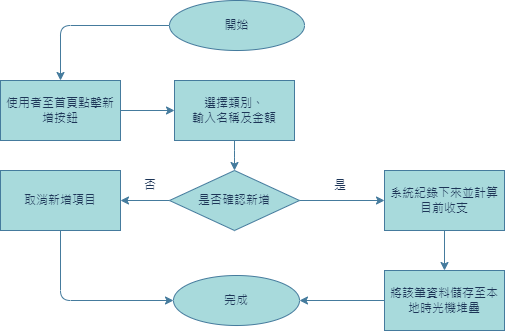 開始
使用者至首頁點擊新
增按鈕
選擇類別、
輸入名稱及金額
是否確認新增
否
是
取消新增項目
系統紀錄下來並計算
目前收支
將該筆資料儲存至本
地時光機堆疊
完成